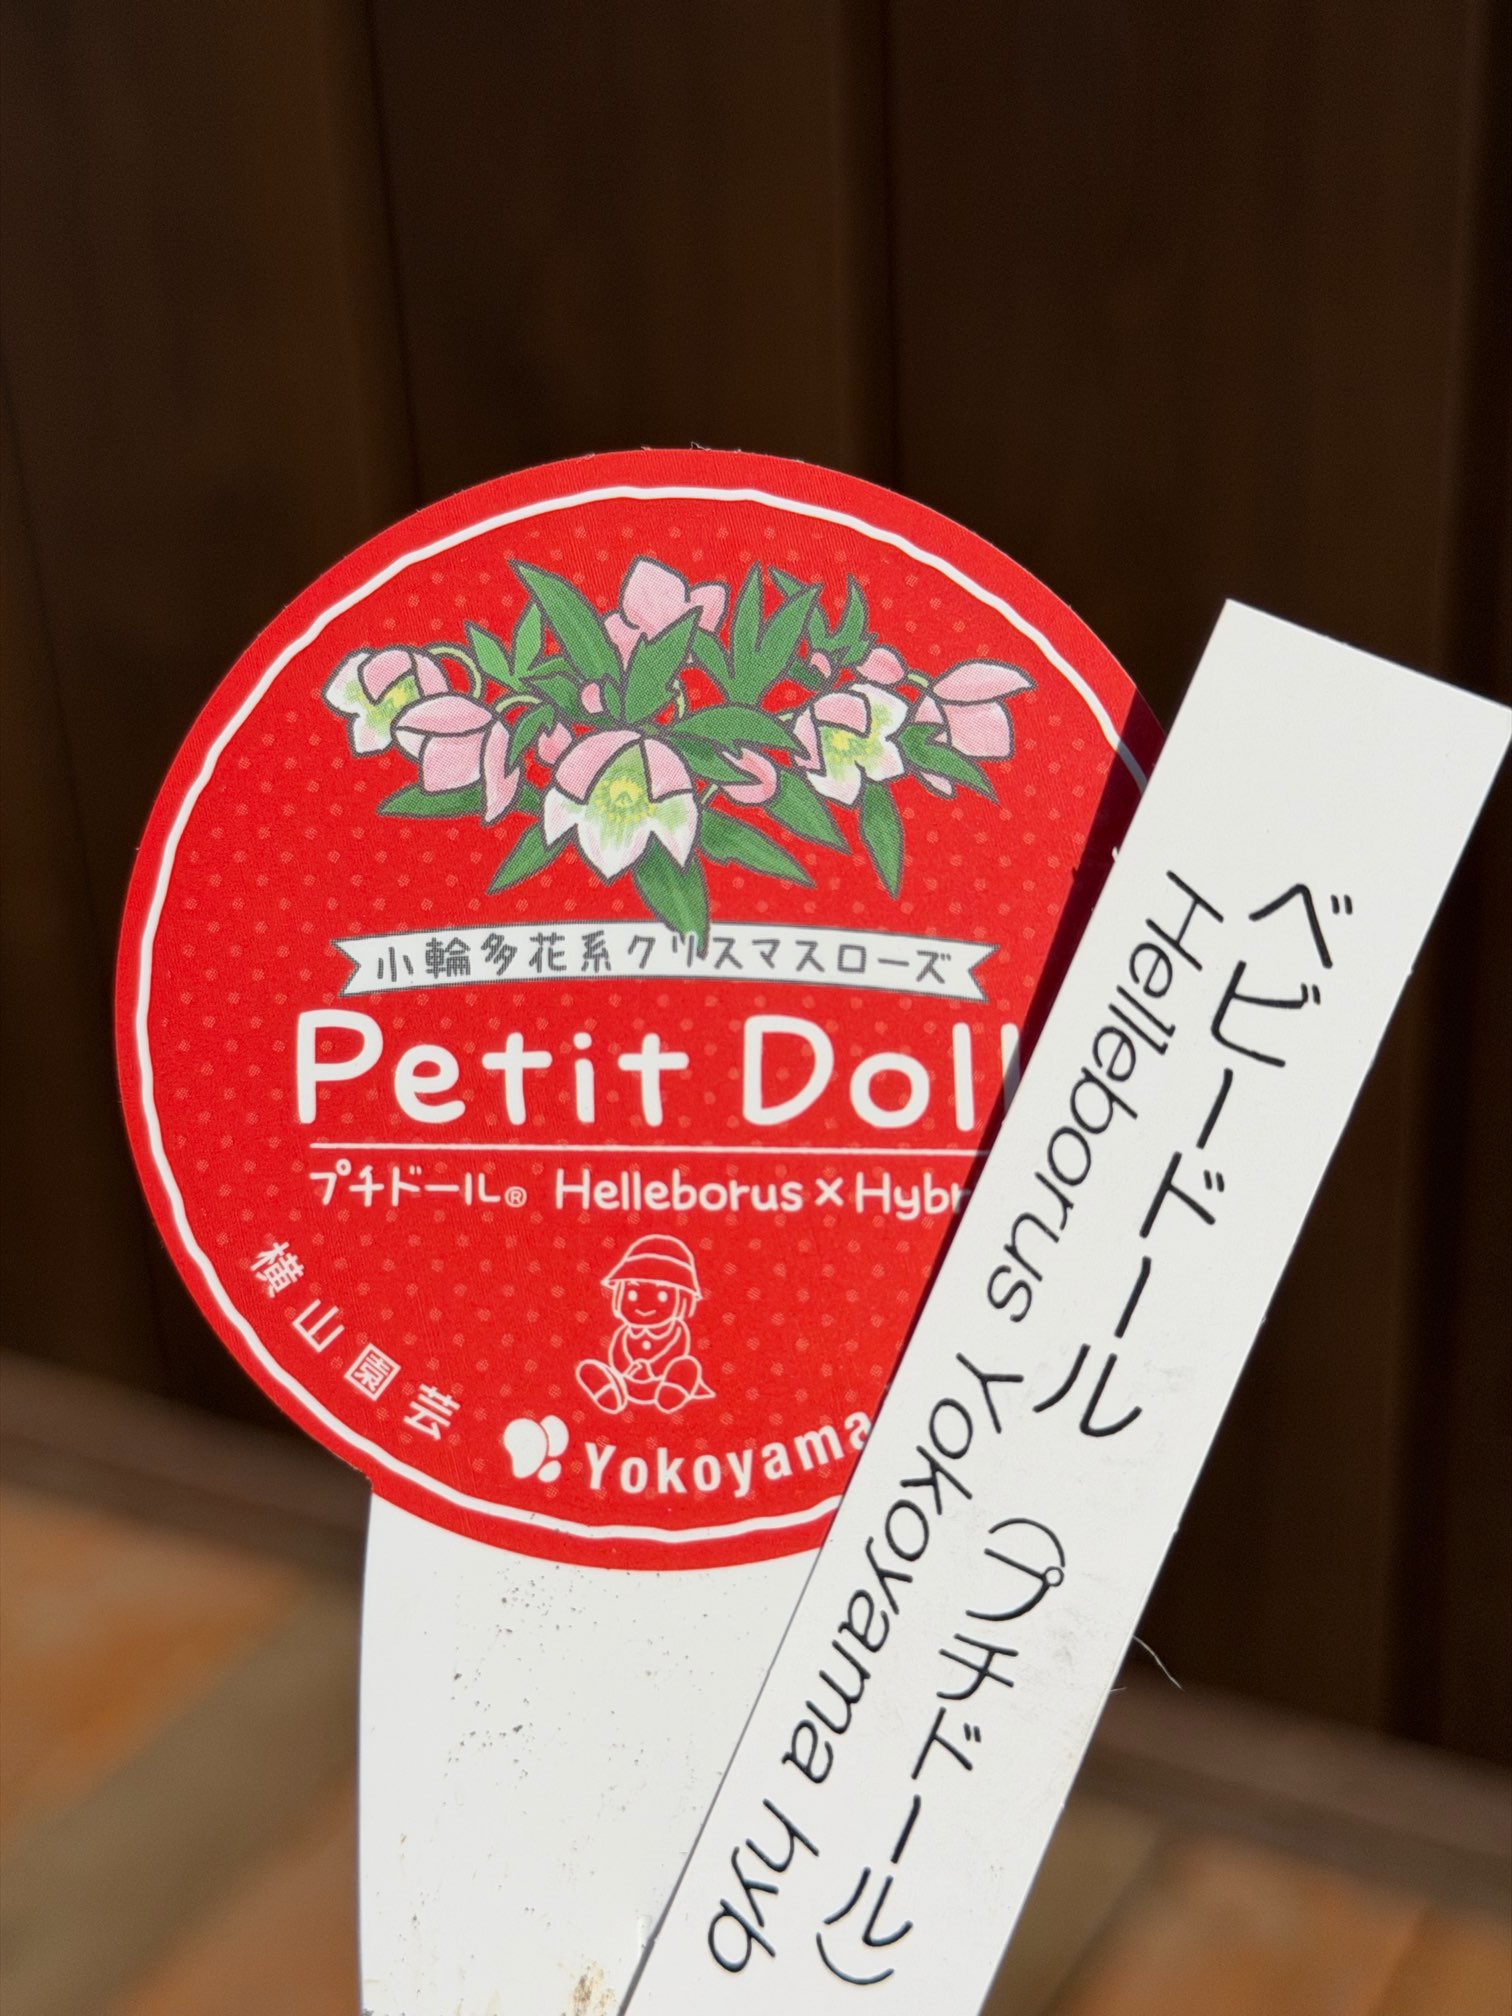 小輪多花系クリスマスローズ
Petit Doll
プチドール® Helleborus×Hybr
横山園芸
Yokoyama
ベビードール (プチドール)
Helleborus Yokoyama hyb